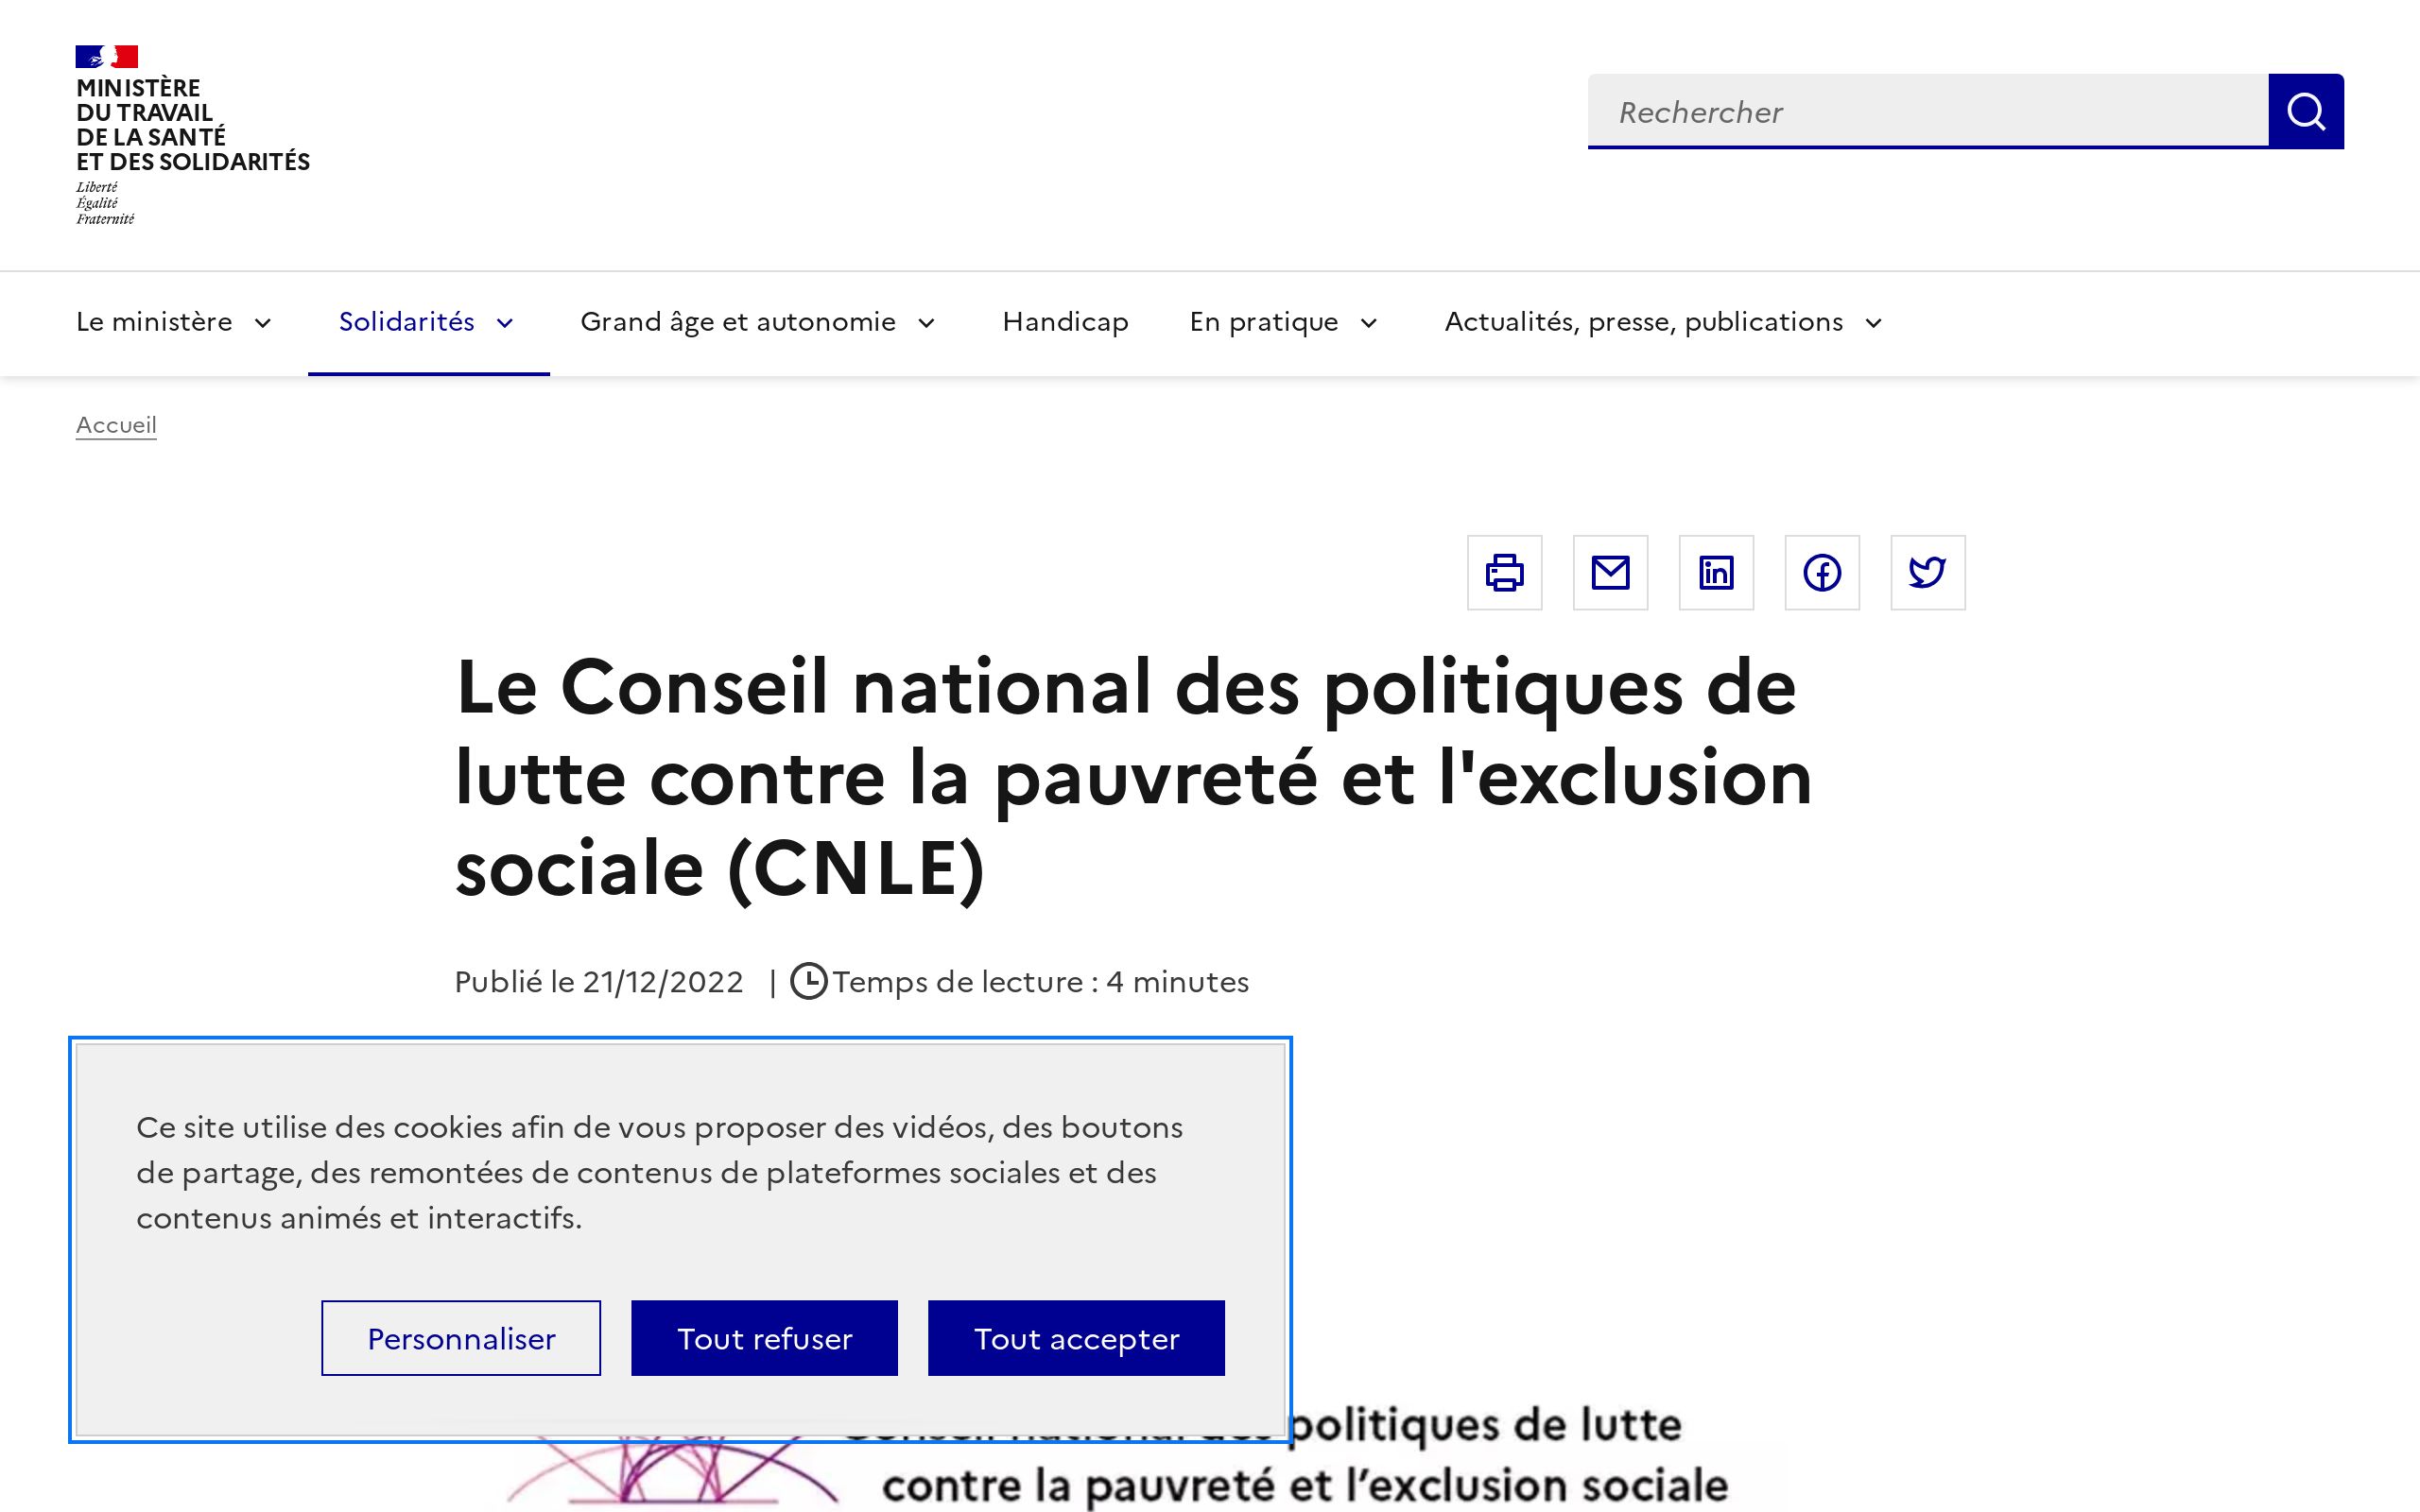 MINISTÈRE
DU TRAVAIL
DE LA SANTÉ
ET DES SOLIDARITÉS
Liberté
Égalité
Fraternité
Rechercher
Le ministère
Solidarités
Grand âge et autonomie
Handicap
En pratique
Actualités, presse, publications
Accueil
Le Conseil national des politiques de
lutte contre la pauvreté et l'exclusion
sociale (CNLE)
Publié le 21/12/2022 | Temps de lecture : 4 minutes
Ce site utilise des cookies afin de vous proposer des vidéos, des boutons
de partage, des remontées de contenus de plateformes sociales et des
contenus animés et interactifs.
Personnaliser
Tout refuser
Tout accepter
politiques de lutte
contre la pauvreté et l’exclusion sociale